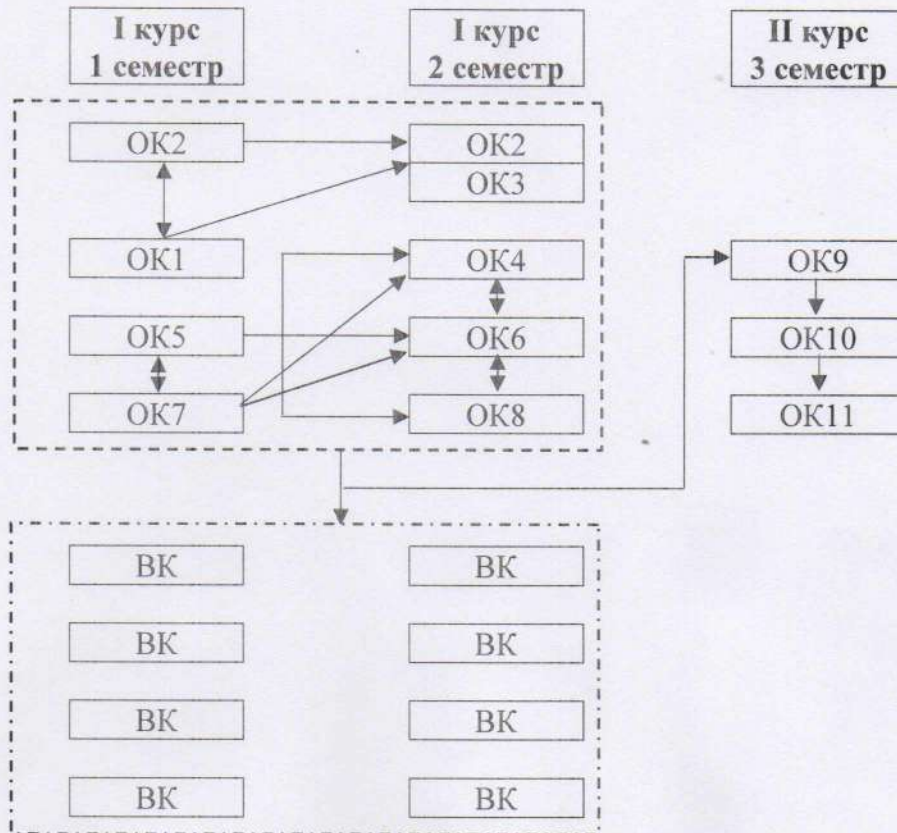 I курс
1 семестр
I курс
2 семестр
II курс
3 семестр
ОК2
ОК2
ОК3
ОК1
ОК4
ОК9
ОК5
ОК6
ОК10
ОК7
ОК8
ОК11
ВК
ВК
ВК
ВК
ВК
ВК
ВК
ВК